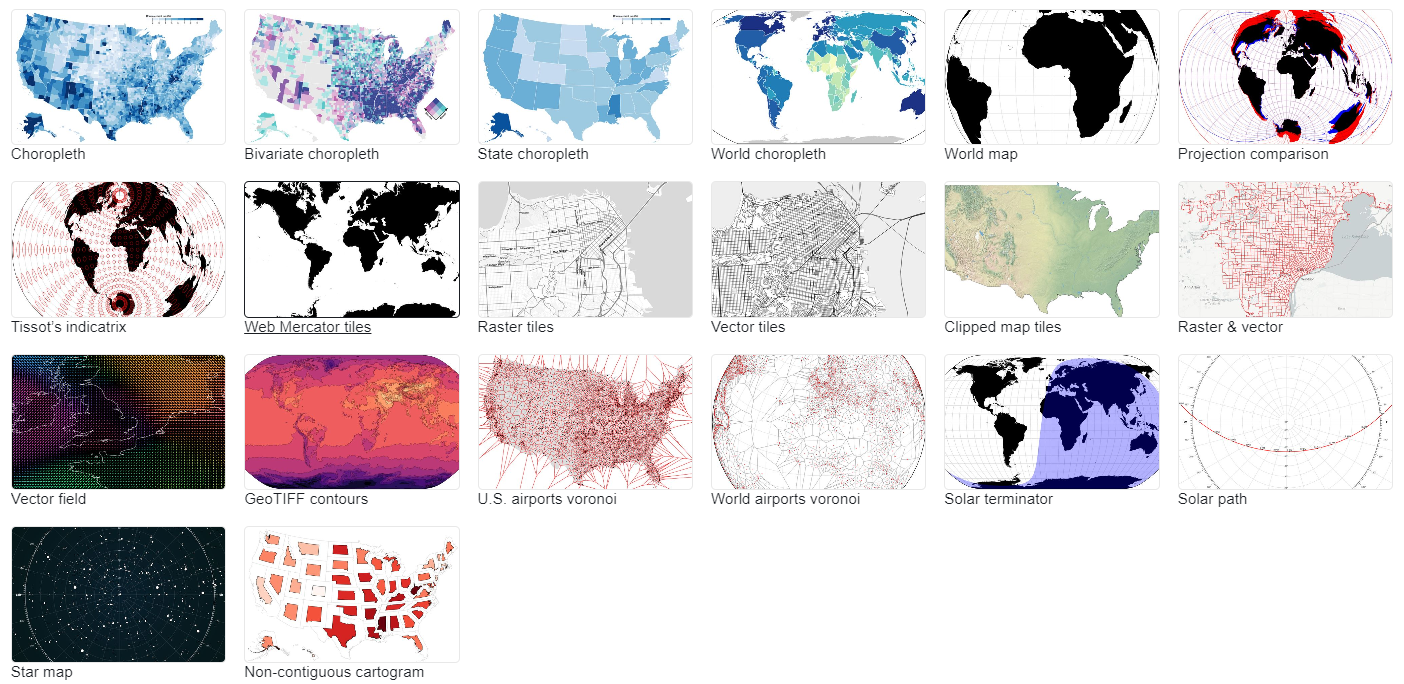 Choropleth
Bivariate choropleth
State choropleth
World choropleth
World map
Projection comparison
Tissot’s indicatrix
Web Mercator tiles
Raster tiles
Vector tiles
Clipped map tiles
Raster & vector
Vector field
GeoTIFF contours
U.S. airports voronoi
World airports voronoi
Solar terminator
Solar path
Star map
Non-contiguous cartogram